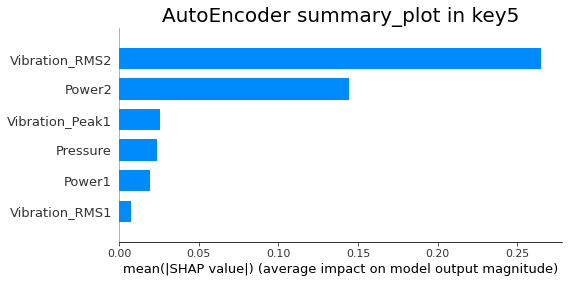 AutoEncoder summary_plot in key5
Vibration_RMS2
Power2
Vibration_Peak1
Pressure
Power1
Vibration_RMS1
0.00 0.05 0.10 0.15 0.20 0.25
mean(|SHAP value|) (average impact on model output magnitude)